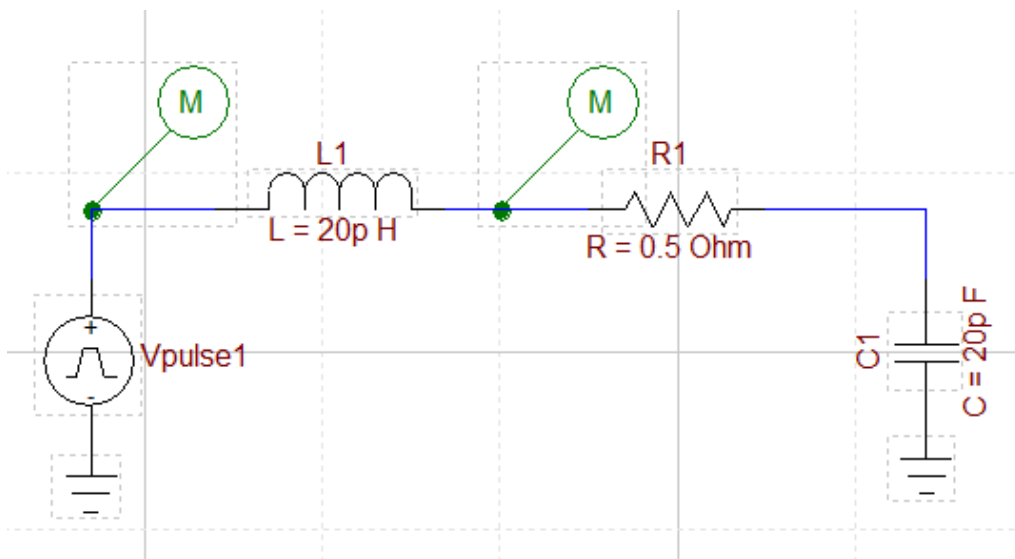 M
M
L1
R1
L = 20p H
R = 0.5 Ohm
+
Vpulse1
-
C1
C = 20p F